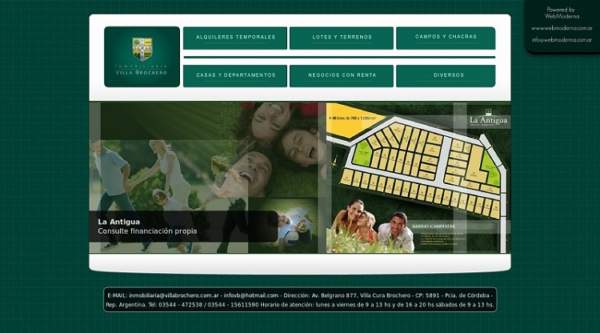 Powered by
WebModerna
www.webmoderna.com.ar
info@webmoderna.com.ar
INMOBILIARIA
VILLA BROCHERO
ALQUILERES TEMPORALES
LOTES Y TERRENOS
CAMPOS Y CHACRAS
CASAS Y DEPARTAMENTOS
NEGOCIOS CON RENTA
DIVERSOS
La Antigua
La Antigua
Consulte financiación propia
E-MAIL: inmobiliaria@villabrochero.com.ar - infovb@hotmail.com - Dirección: Av. Belgrano 877, Villa Cura Brochero - CP: 5891 - Pcia. de Córdoba -
Rep. Argentina. Tel: 03544 - 472538 / 03544 - 15611590 Horario de atención: lunes a viernes de 9 a 13 hs y de 16 a 20 hs sábados de 9 a 13 hs.